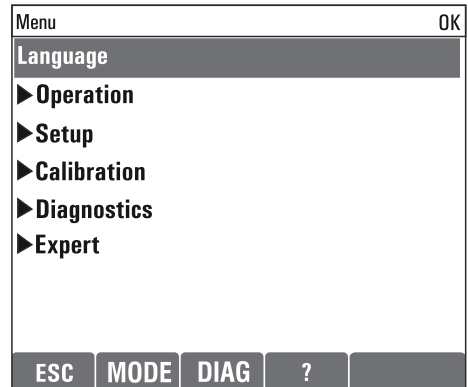 Menu OK
Language
▶Operation
▶Setup
▶Calibration
▶Diagnostics
▶Expert
ESC MODE DIAG ?